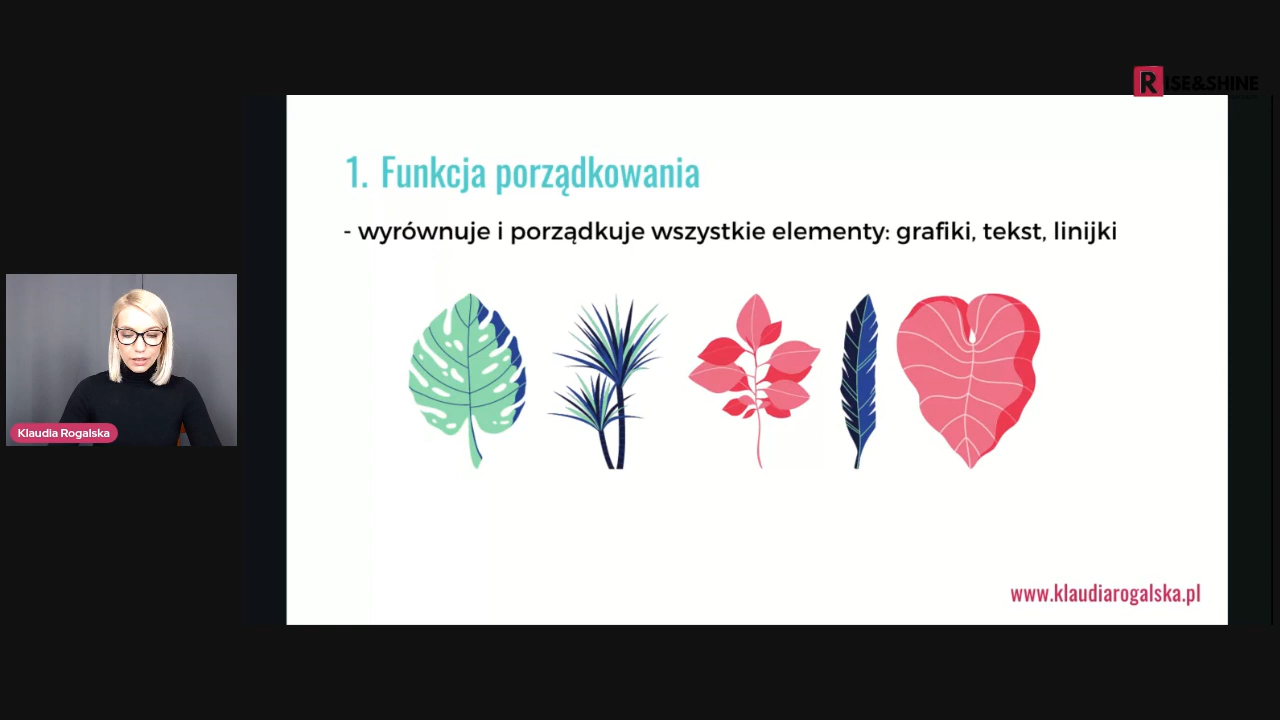 RISE&SHINE
1. Funkcja porządkowania
- wyrównuje i porządkuje wszystkie elementy: grafiki, tekst, linijki
Klaudia Rogalska
www.klaudiarogalska.pl